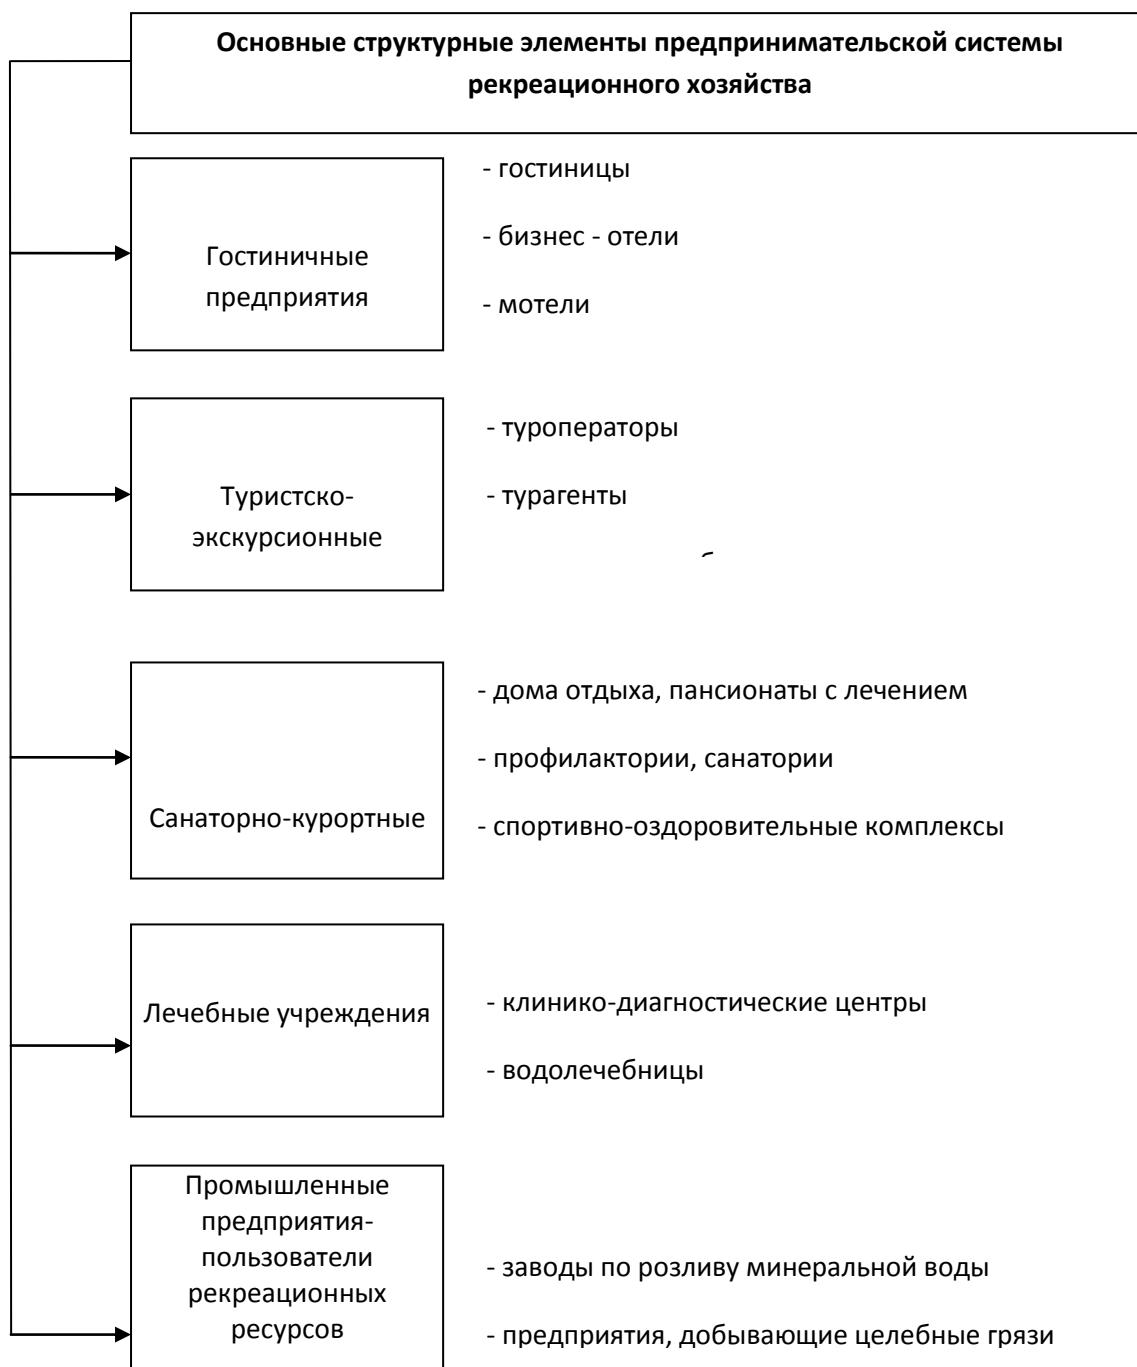 Основные структурные элементы предпринимательской системы
рекреационного хозяйства
Гостиничные
предприятия
- гостиницы
- бизнес - отели
- мотели
Туристско-
экскурсионные
- туроператоры
- турагенты
Санаторно-курортные
- дома отдыха, пансионаты с лечением
- профилактории, санатории
- спортивно-оздоровительные комплексы
Лечебные учреждения
- клинико-диагностические центры
- водолечебницы
Промышленные
предприятия-
пользователи
рекреационных
ресурсов
- заводы по розливу минеральной воды
- предприятия, добывающие целебные грязи